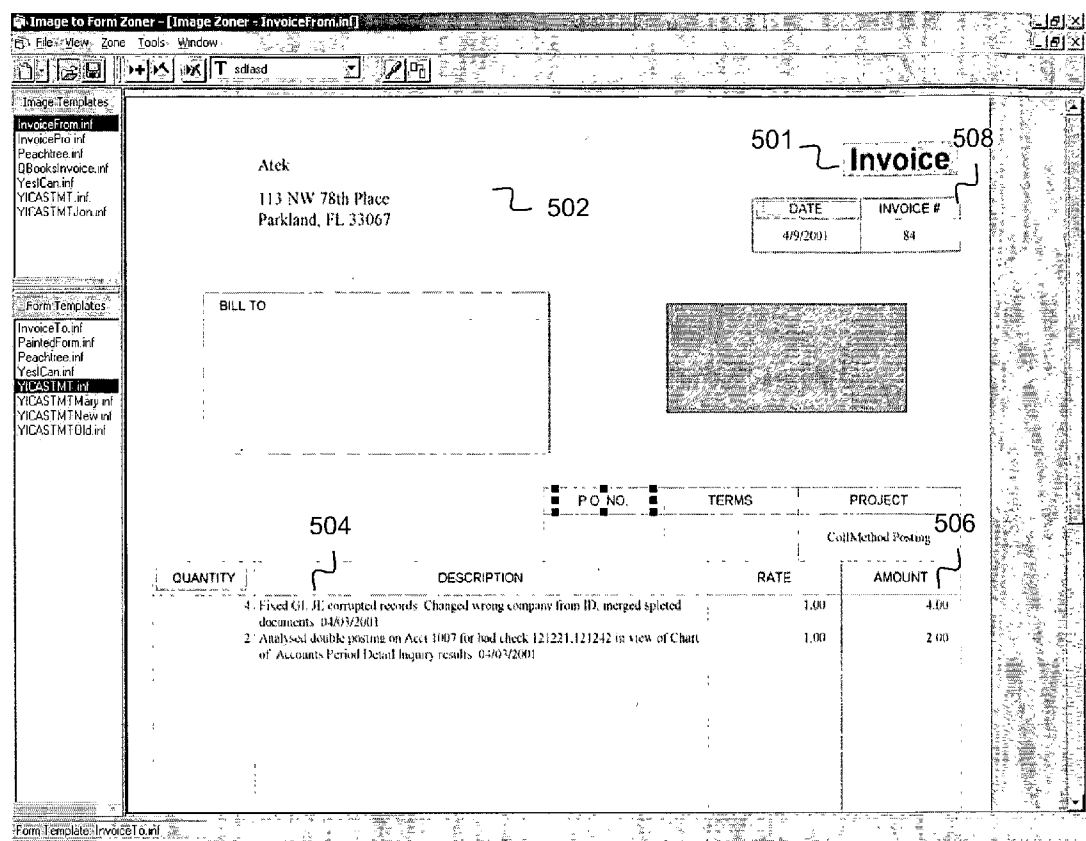 Image to Form Zoner - [Image Zoner - InvoiceFrom.inf]
File View Zone Tools Window
T sdlasd
Image Templates
InvoiceFrom.inf
InvoicePro.inf
Peachtree.inf
QBooksInvoice.inf
YesICan.inf
YICASTMT.inf
YICASTMTJon.inf
Form Templates
InvoiceTo.inf
PaintedForm.inf
Peachtree.inf
YesICan.inf
YICASTMT.inf
YICASTMTMary.inf
YICASTMTNew.inf
YICASTMTOld.inf
501
Invoice
508
Atek
113 NW 78th Place
Parkland, FL 33067
502
DATE INVOICE #
4/9/2001 84
BILL TO
P.O. NO. TERMS PROJECT
504
506
CollMethod Posting
QUANTITY DESCRIPTION RATE AMOUNT
4 Fixed GL JE corrupted records. Changed wrong company from ID, merged spleted 1.00 4.00
documents 04/03/2001
2 Analysed double posting on Acct 1007 for bad check 121221,121242 in view of Chart 1.00 2.00
of Accounts Period Detail Inquiry results 04/03/2001
Form Template: InvoiceTo.inf